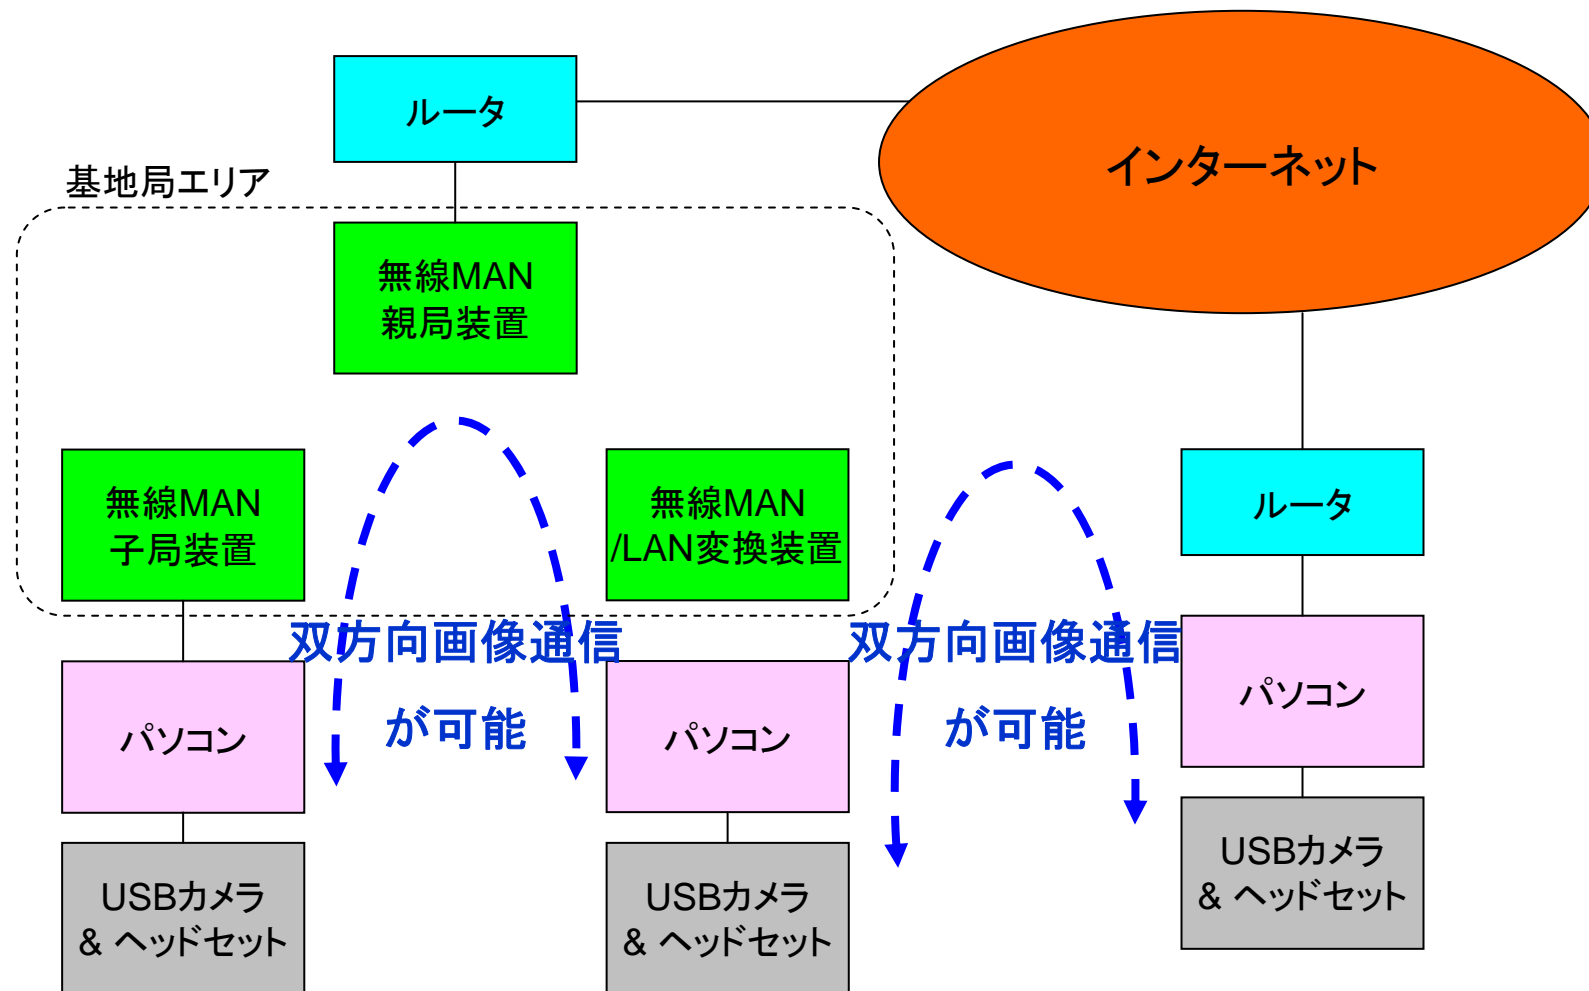 ルータ
インターネット
基地局エリア
無線MAN
親局装置
無線MAN
子局装置
無線MAN
/LAN変換装置
ルータ
双方向画像通信
が可能
双方向画像通信
が可能
パソコン
パソコン
パソコン
USBカメラ
& ヘッドセット
USBカメラ
& ヘッドセット
USBカメラ
& ヘッドセット